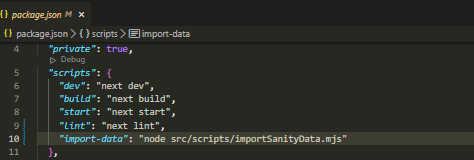 package.json M ×
package.json > {} scripts > import-data
4 "private": true,
Debug
5 "scripts": {
6 "dev": "next dev",
7 "build": "next build",
8 "start": "next start",
9 "lint": "next lint",
10 "import-data": "node src/scripts/importSanityData.mjs"
11 },